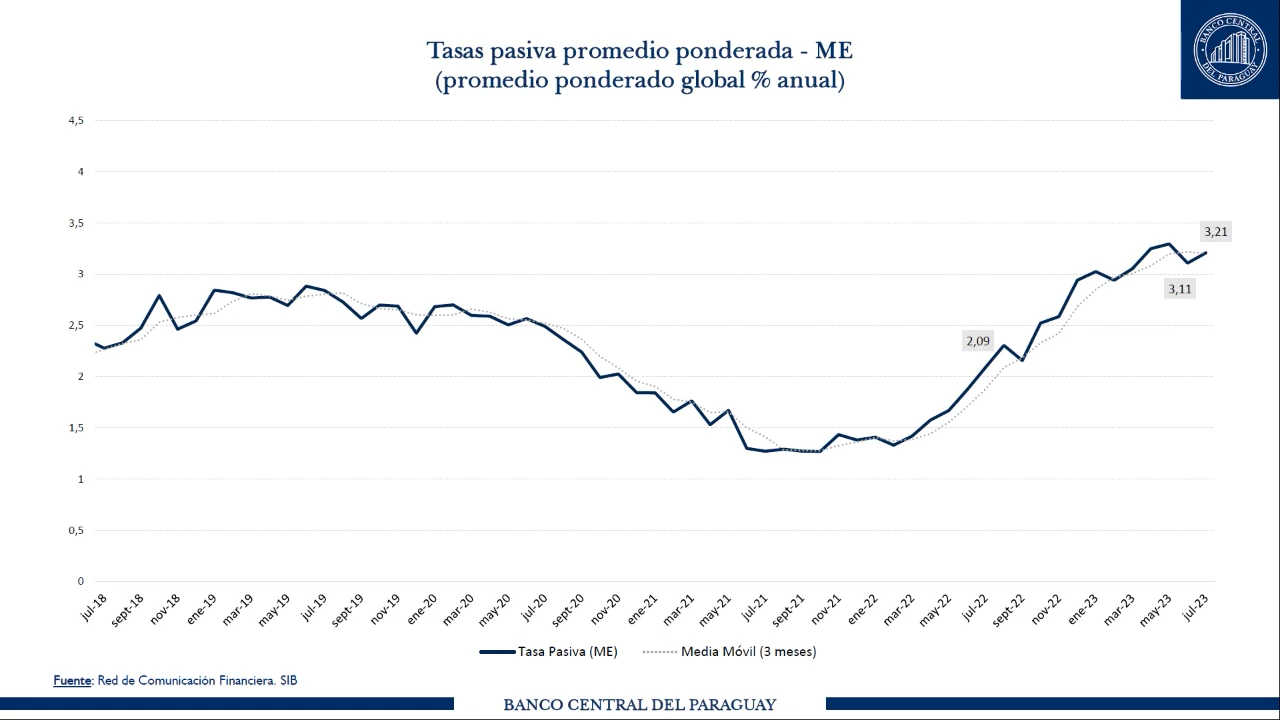 BANCO CENTRAL
DEL PARAGUAY
Tasas pasiva promedio ponderada - ME
(promedio ponderado global % anual)
4,5
4
3,5
3
2,5
2
1,5
1
0,5
0
3,21
3,11
2,09
jul-18
sept-18
nov-18
ene-19
mar-19
may-19
jul-19
sept-19
nov-19
ene-20
mar-20
may-20
jul-20
sept-20
nov-20
ene-21
mar-21
may-21
jul-21
sept-21
nov-21
ene-22
mar-22
may-22
jul-22
sept-22
nov-22
ene-23
mar-23
may-23
jul-23
Tasa Pasiva (ME)
Media Móvil (3 meses)
Fuente: Red de Comunicación Financiera. SIB
BANCO CENTRAL DEL PARAGUAY